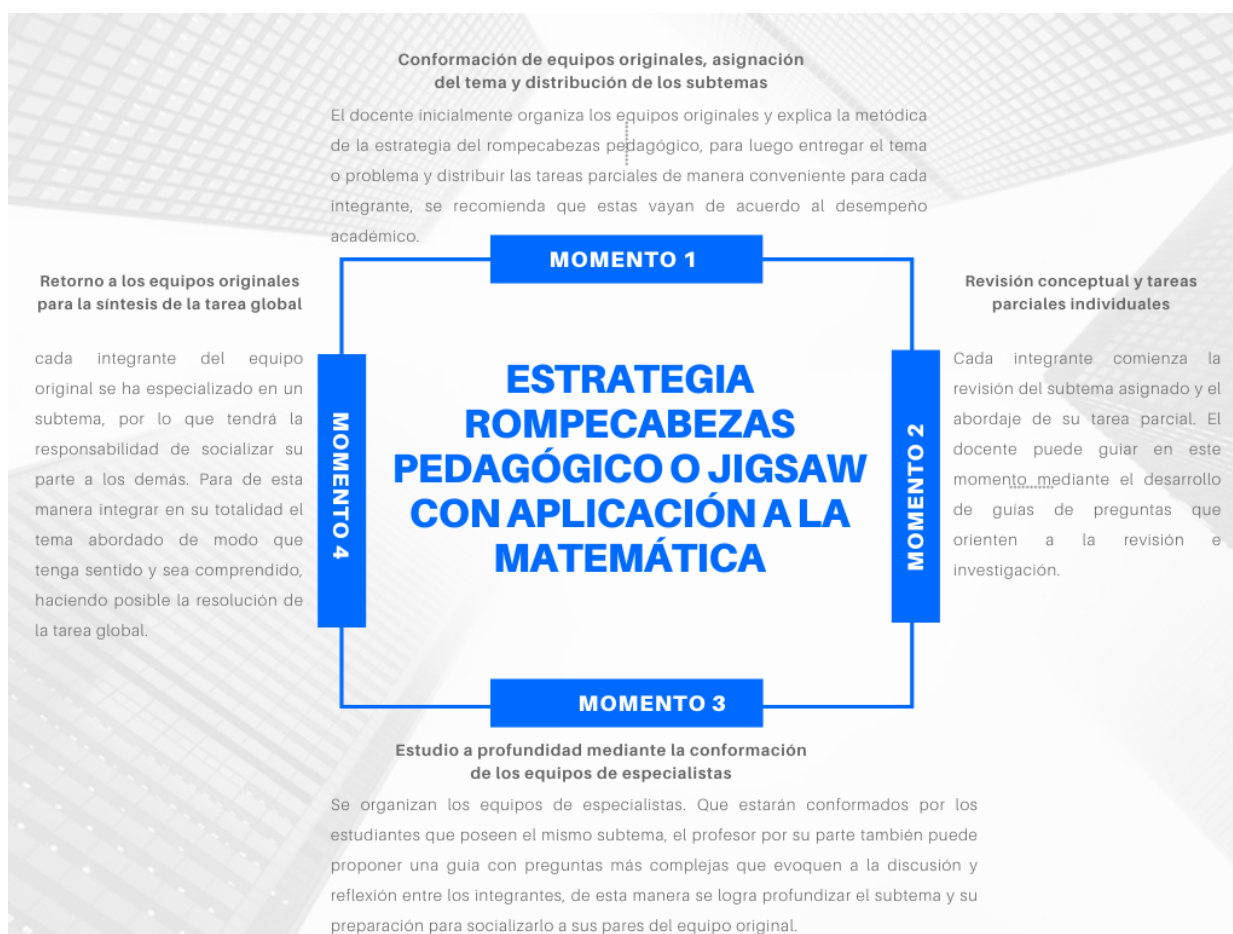 Conformación de equipos originales, asignación
del tema y distribución de los subtemas
El docente inicialmente organiza los equipos originales y explica la metódica
de la estrategia del rompecabezas pedagógico, para luego entregar el tema
o problema y distribuir las tareas parciales de manera conveniente para cada
integrante, se recomienda que estas vayan de acuerdo al desempeño
académico.
MOMENTO 1
Revisión conceptual y tareas
parciales individuales
Cada integrante comienza la
revisión del subtema asignado y el
abordaje de su tarea parcial. El
docente puede guiar en este
momento mediante el desarrollo
de guías de preguntas que
orienten a la revisión e
investigación.
MOMENTO 2
ESTRATEGIA
ROMPECABEZAS
PEDAGÓGICO O JIGSAW
CON APLICACIÓN A LA
MATEMÁTICA
MOMENTO 3
Estudio a profundidad mediante la conformación
de los equipos de especialistas
Se organizan los equipos de especialistas. Que estarán conformados por los
estudiantes que poseen el mismo subtema, el profesor por su parte también puede
proponer una guía con preguntas más complejas que evoquen a la discusión y
reflexión entre los integrantes, de esta manera se logra profundizar el subtema y su
preparación para socializarlo a sus pares del equipo original.
Retorno a los equipos originales
para la síntesis de la tarea global
cada integrante del equipo
original se ha especializado en un
subtema, por lo que tendrá la
responsabilidad de socializar su
parte a los demás. Para de esta
manera integrar en su totalidad el
tema abordado de modo que
tenga sentido y sea comprendido,
haciendo posible la resolución de
la tarea global.
MOMENTO 4